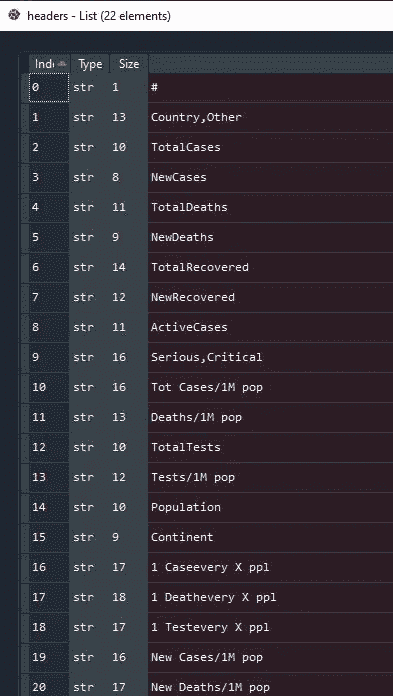 headers - List (22 elements)
Ind Type Size
0 str 1 #
1 str 13 Country,Other
2 str 10 TotalCases
3 str 8 NewCases
4 str 11 TotalDeaths
5 str 9 NewDeaths
6 str 14 TotalRecovered
7 str 12 NewRecovered
8 str 11 ActiveCases
9 str 16 Serious,Critical
10 str 16 Tot Cases/1M pop
11 str 13 Deaths/1M pop
12 str 10 TotalTests
13 str 12 Tests/1M pop
14 str 10 Population
15 str 9 Continent
16 str 17 1 Caseevery X ppl
17 str 18 1 Deathevery X ppl
18 str 17 1 Testevery X ppl
19 str 16 New Cases/1M pop
20 str 17 New Deaths/1M pop